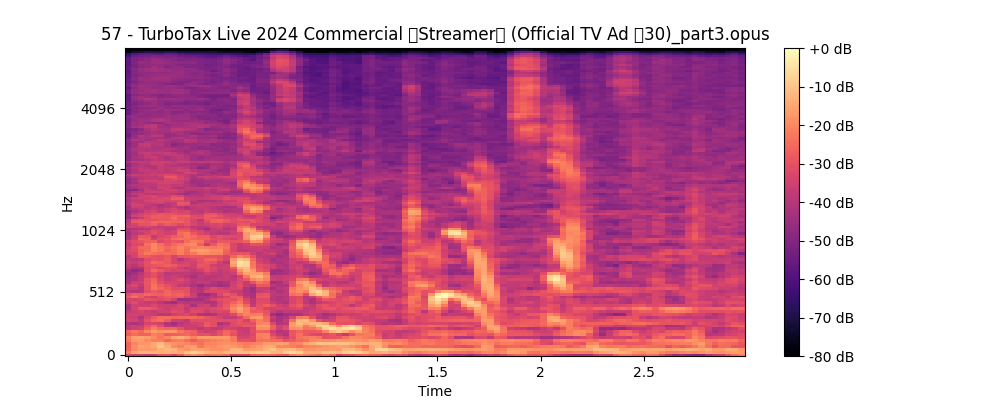 57 - TurboTax Live 2024 Commercial Streamer (Official TV Ad 30)_part3.opus
Hz
4096
2048
1024
512
0
0 0.5 1 1.5 2 2.5
Time
+0 dB
-10 dB
-20 dB
-30 dB
-40 dB
-50 dB
-60 dB
-70 dB
-80 dB